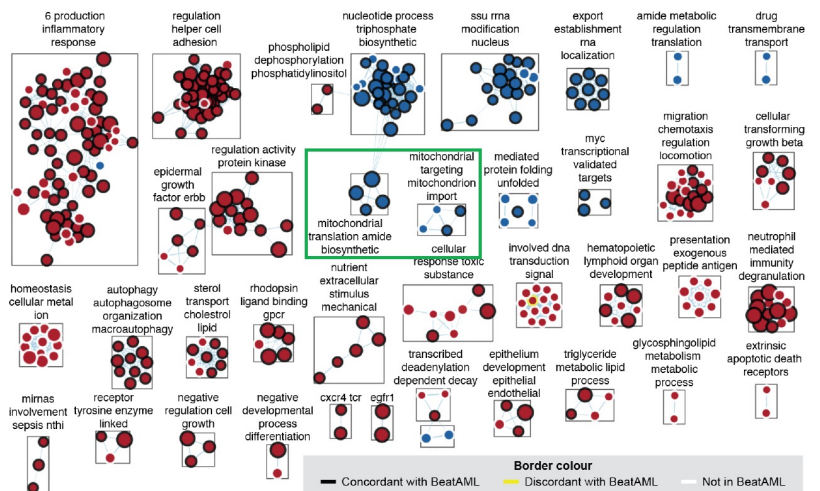 6 production
inflammatory
response
regulation
helper cell
adhesion
phospholipid
dephosphorylation
phosphatidylinositol
nucleotide process
triphosphate
biosynthetic
ssu rrna
modification
nucleus
export
establishment
rna
localization
amide metabolic
regulation
translation
drug
transmembrane
transport
epidermal
growth
factor erbb
regulation activity
protein kinase
mitochondrial
translation amide
biosynthetic
mitochondrial
targeting
mitochondrion
import
mediated
protein folding
unfolded
myc
transcriptional
validated
targets
migration
chemotaxis
regulation
locomotion
cellular
transforming
growth beta
homeostasis
cellular metal
ion
autophagy
autophagosome
organization
macroautophagy
sterol
transport
cholestrol
lipid
rhodopsin
ligand binding
gpcr
nutrient
extracellular
stimulus
mechanical
cellular
response toxic
substance
involved dna
transduction
signal
hematopoietic
lymphoid organ
development
presentation
exogenous
peptide antigen
neutrophil
mediated
immunity
degranulation
mirnas
involvement
sepsis nthi
receptor
tyrosine enzyme
linked
negative
regulation cell
growth
negative
developmental
process
differentiation
cxcr4 tcr
egfr1
transcribed
deadenylation
dependent decay
epithelium
development
epithelial
endothelial
triglyceride
metabolic lipid
process
glycosphingolipid
metabolism
metabolic
process
extrinsic
apoptotic death
receptors
Border colour
Concordant with BeatAML
Discordant with BeatAML
Not in BeatAML